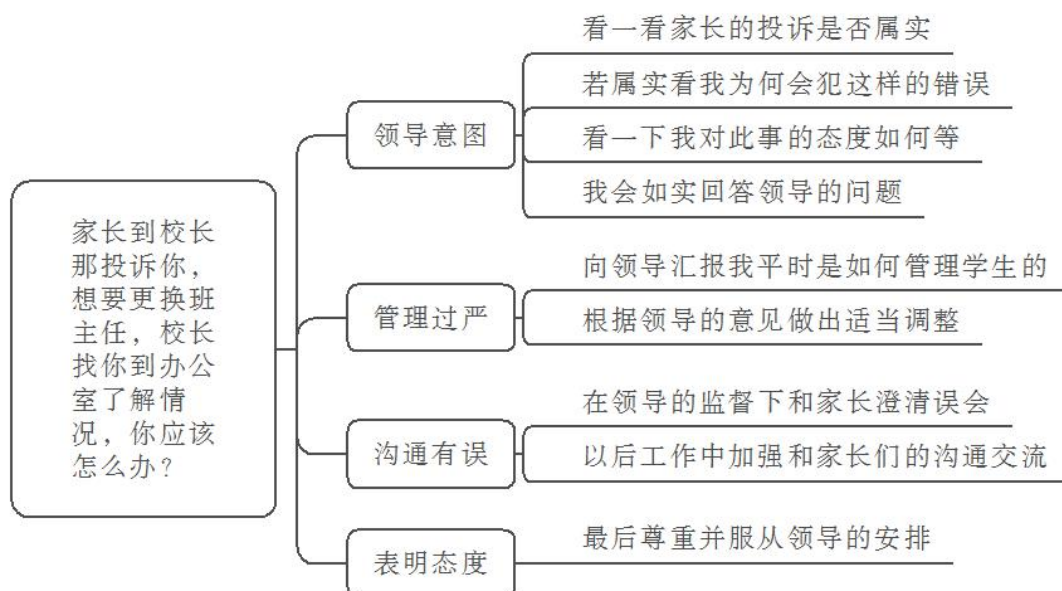 家长到校长
那投诉你，
想要更换班
主任，校长
找你到办公
室了解情
况，你应该
怎么办？
领导意图
看一看家长的投诉是否属实
若属实看我为何会犯这样的错误
看一下我对此事的态度如何等
我会如实回答领导的问题
管理过严
向领导汇报我平时是如何管理学生的
根据领导的意见做出适当调整
沟通有误
在领导的监督下和家长澄清误会
以后工作中加强和家长们的沟通交流
表明态度
最后尊重并服从领导的安排